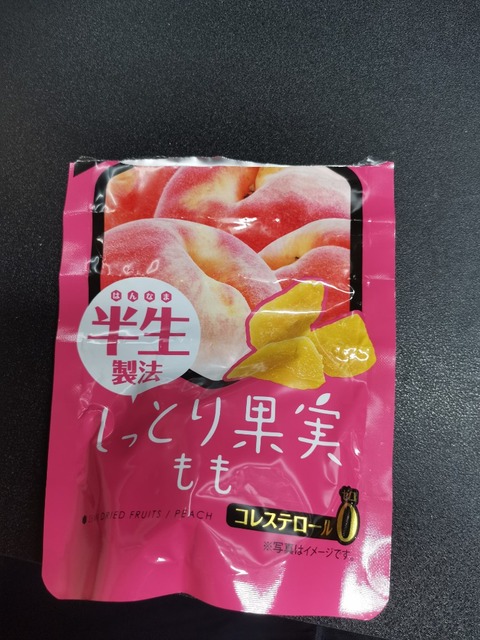 はんなま
半生
製法
しっとり果実
もも
DRIED FRUITS / PEACH
コレステロール0
※写真はイメージです。